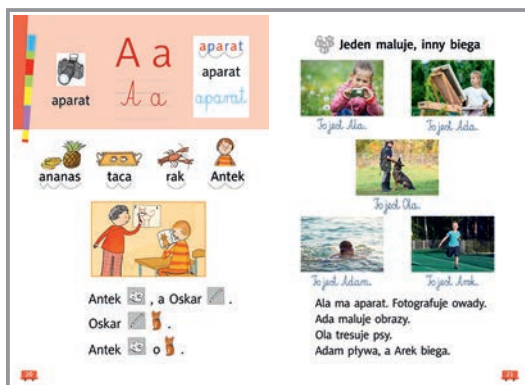 A a
aparat
A a
aparat
aparat
aparat
ananas
taca
rak
Antek
Antek , a Oskar .
Oskar .
Antek o .
20
Jeden maluje, inny biega
To jest Ala.
To jest Ada.
To jest Ola.
To jest Adam.
To jest Arek.
Ala ma aparat. Fotografuje owady.
Ada maluje obrazy.
Ola tresuje psy.
Adam pływa, a Arek biega.
21